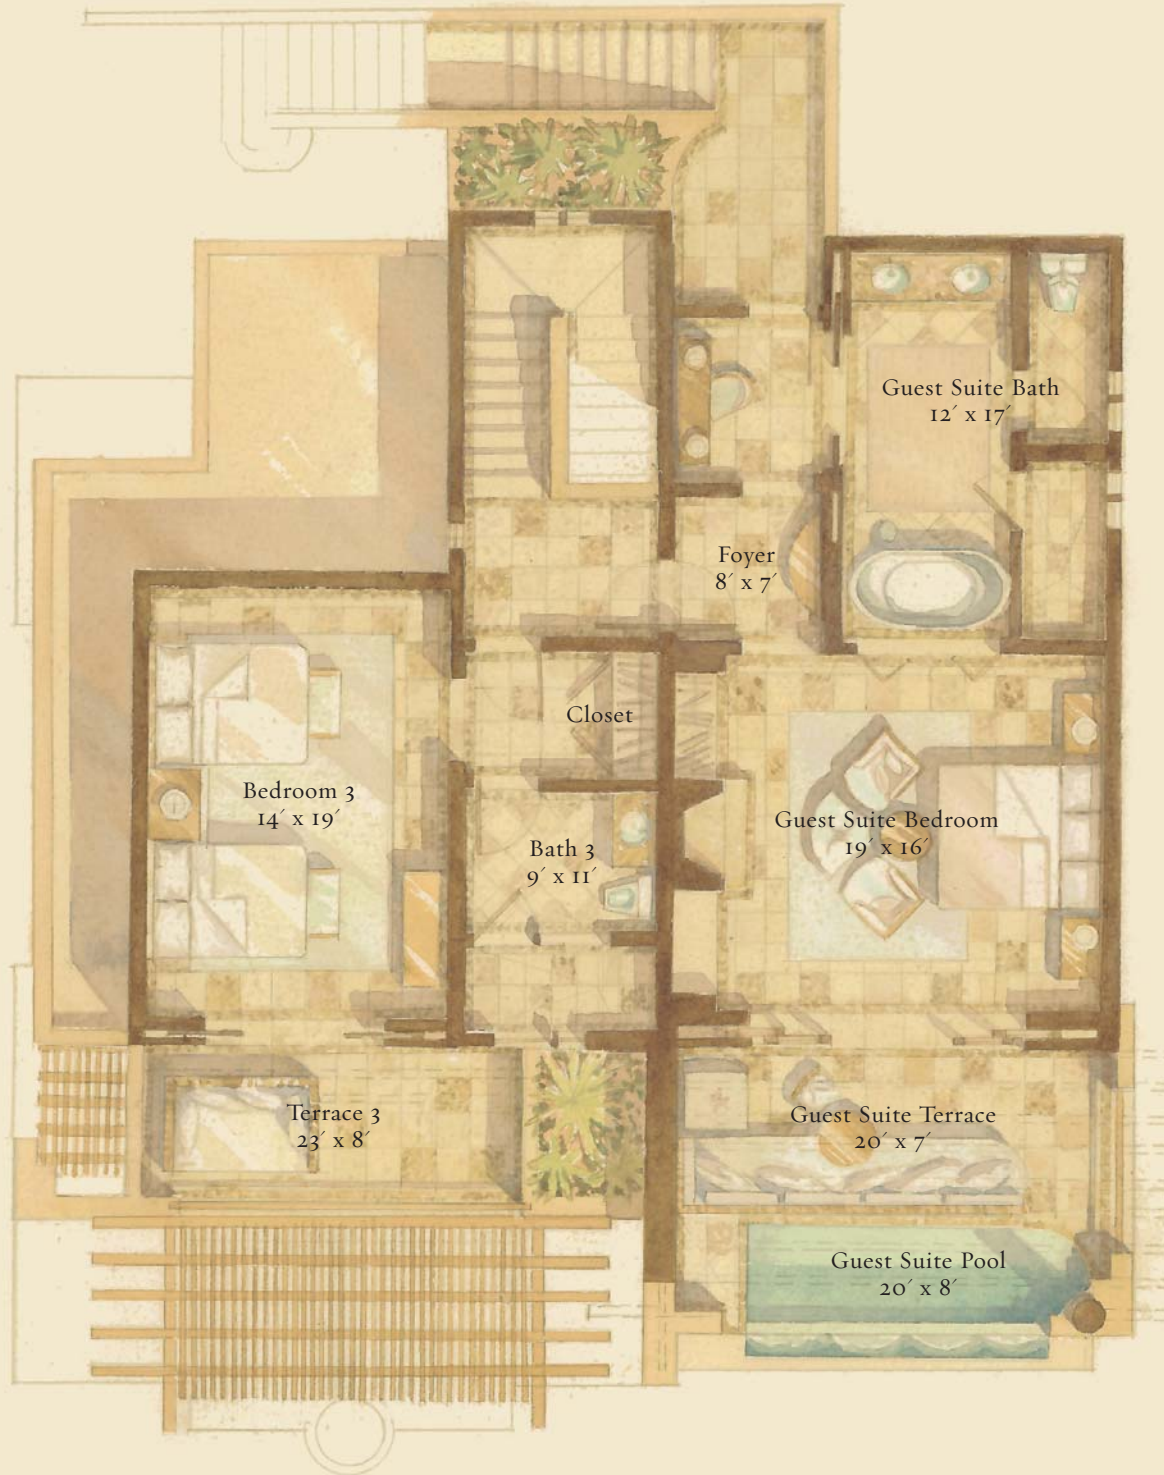 Guest Suite Bath
12′ x 17′
Foyer
8′ x 7′
Closet
Bedroom 3
14′ x 19′
Guest Suite Bedroom
19′ x 16′
Bath 3
9′ x 11′
Terrace 3
23′ x 8′
Guest Suite Terrace
20′ x 7′
Guest Suite Pool
20′ x 8′